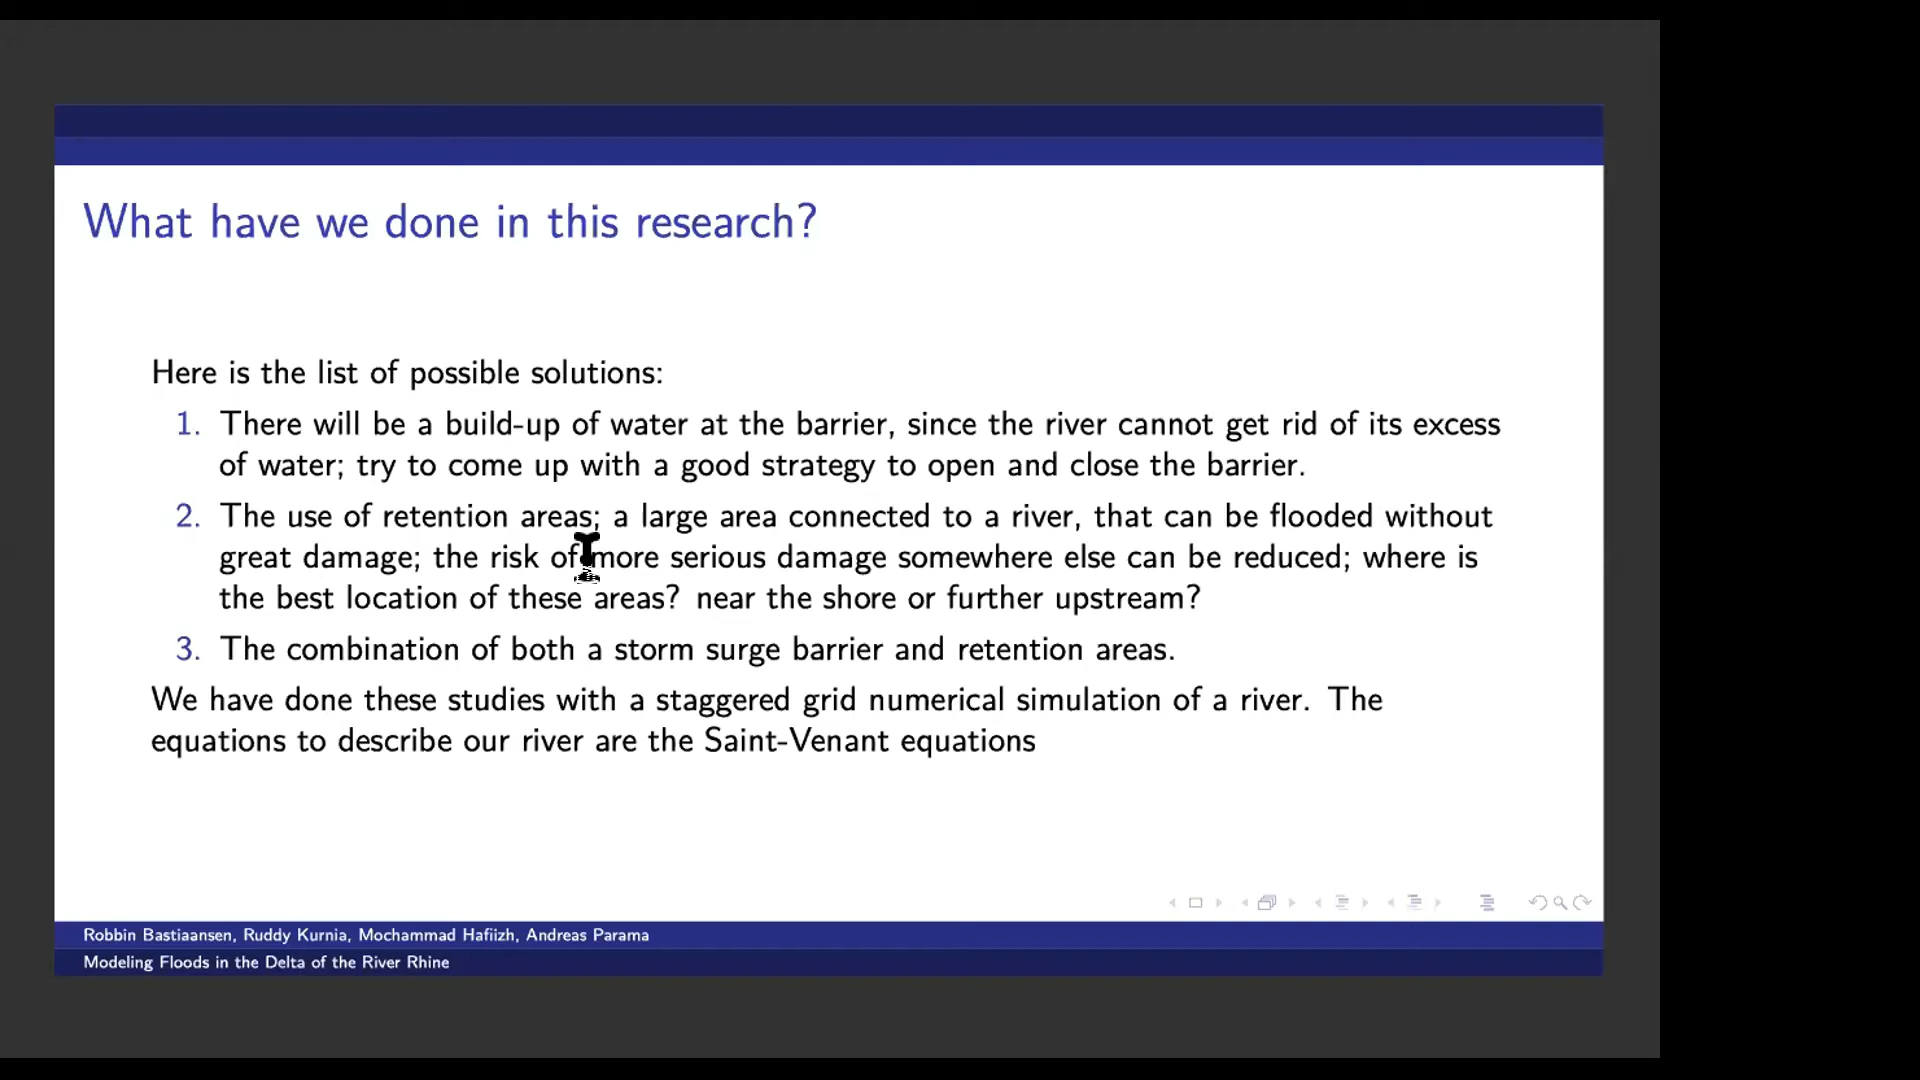 What have we done in this research?
Here is the list of possible solutions:
1. There will be a build-up of water at the barrier, since the river cannot get rid of its excess
of water; try to come up with a good strategy to open and close the barrier.
2. The use of retention areas; a large area connected to a river, that can be flooded without
great damage; the risk of more serious damage somewhere else can be reduced; where is
the best location of these areas? near the shore or further upstream?
3. The combination of both a storm surge barrier and retention areas.
We have done these studies with a staggered grid numerical simulation of a river. The
equations to describe our river are the Saint-Venant equations
Robbin Bastiaansen, Ruddy Kurnia, Mochammad Hafiizh, Andreas Parama
Modeling Floods in the Delta of the River Rhine